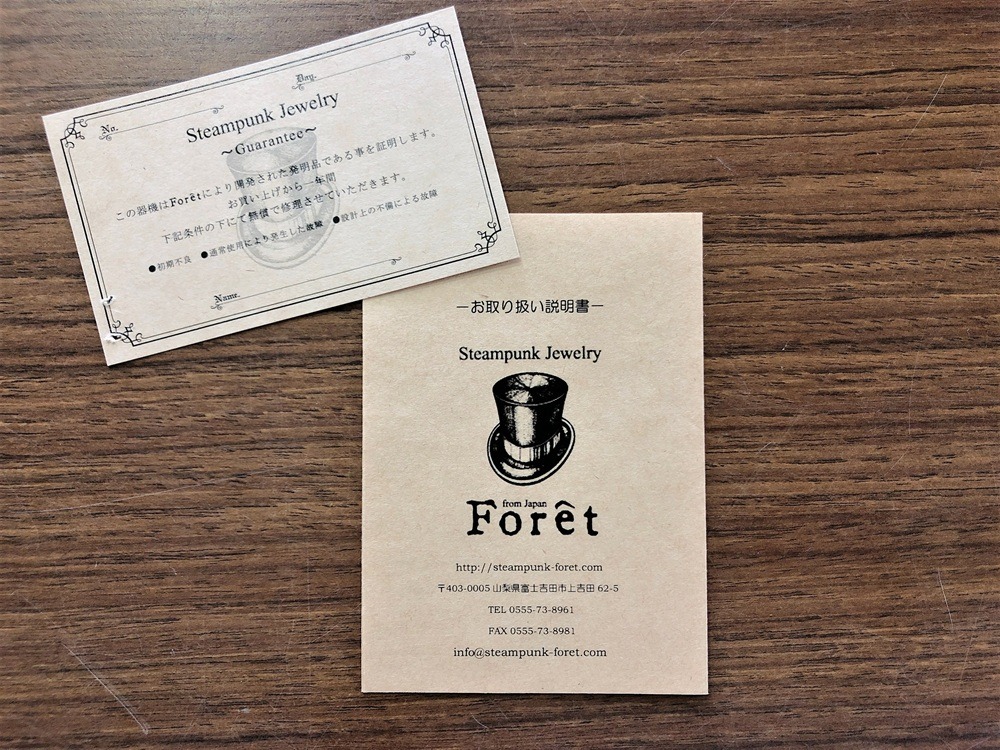 No.
Day.
Steampunk Jewelry
～Guarantee～
この器機はForêtにより開発された発明品である事を証明します。
お買い上げから一年間
下記条件の下にて無償で修理させていただきます。
●初期不良 ●通常使用により発生した故障 ●設計上の不備による故障
Name.
―お取り扱い説明書―
Steampunk Jewelry
from Japan
Forêt
http://steampunk-foret.com
〒403-0005 山梨県富士吉田市上吉田 62-5
TEL 0555-73-8961
FAX 0555-73-8981
info@steampunk-foret.com